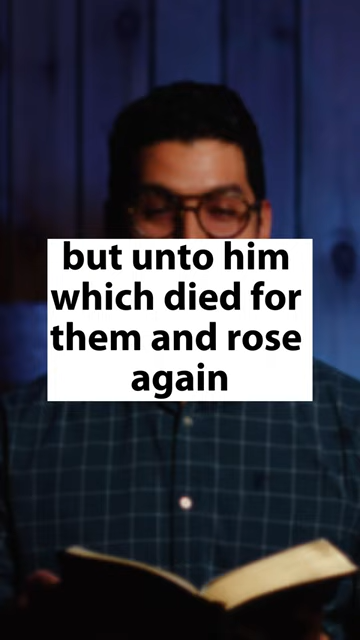 but unto him
which died for
them and rose
again